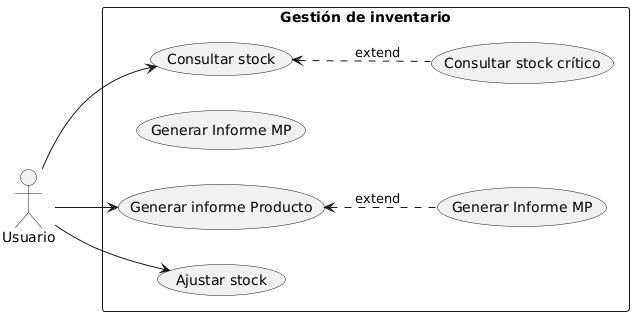 Gestión de inventario
Consultar stock
extend
Consultar stock crítico
Generar Informe MP
Generar informe Producto
extend
Generar Informe MP
Usuario
Ajustar stock